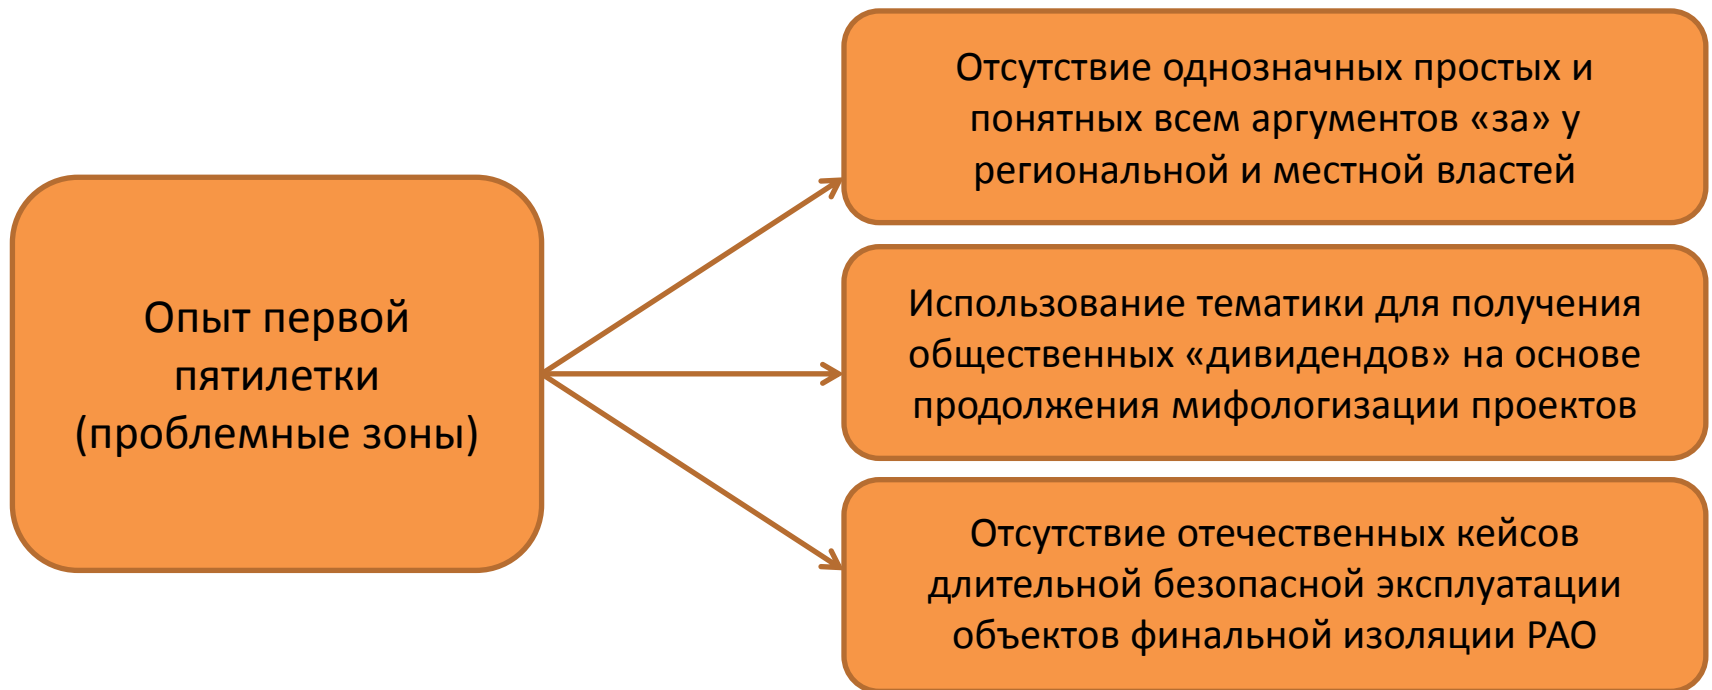 Опыт первой
пятилетки
(проблемные зоны)
Отсутствие однозначных простых и
понятных всем аргументов «за» у
региональной и местной властей
Использование тематики для получения
общественных «дивидендов» на основе
продолжения мифологизации проектов
Отсутствие отечественных кейсов
длительной безопасной эксплуатации
объектов финальной изоляции РАО